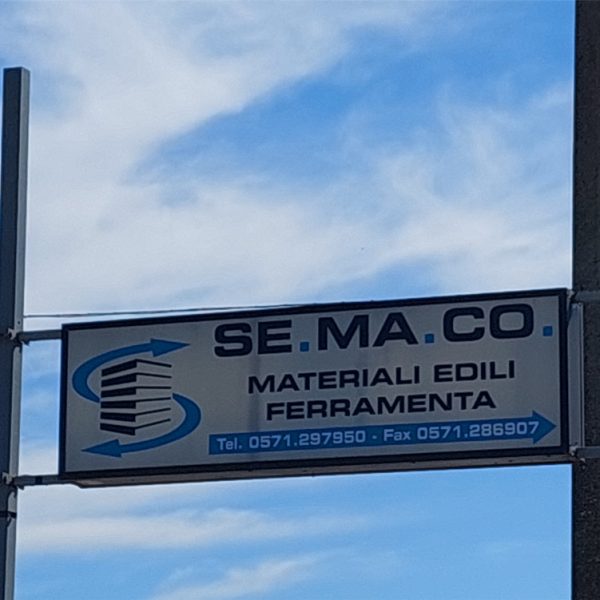 SE.MA.CO.
MATERIALI EDILI
FERRAMENTA
Tel. 0571.297950 - Fax 0571.286907